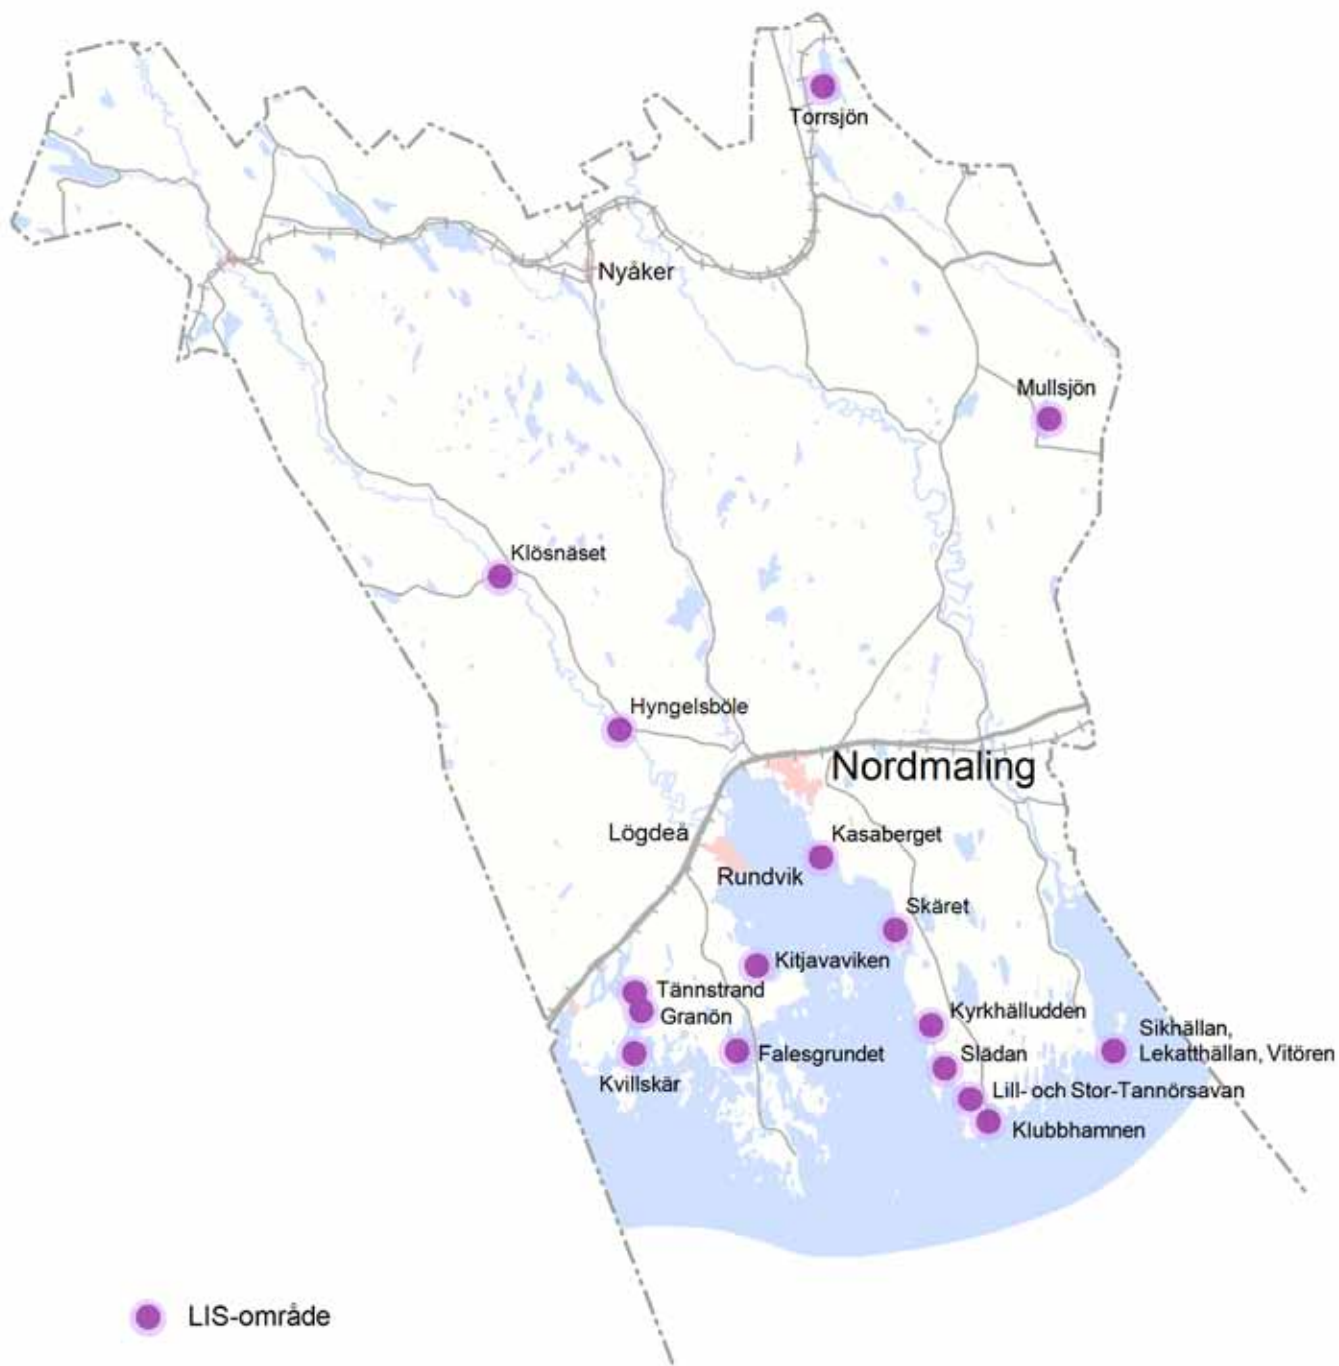 Torrsjön
Nyåker
Mullsjön
Klösnäset
Hyngelsböle
Nordmaling
Lögdeå
Kasaberget
Rundvik
Skäret
Kitjavaviken
Tännstrand
Granön
Kyrkhälludden
Sikhällan,
Lekatthällan, Vitören
Falesgrundet
Slädan
Kvillskär
Lill- och Stor-Tannörsavan
Klubbhamnen
LIS-område